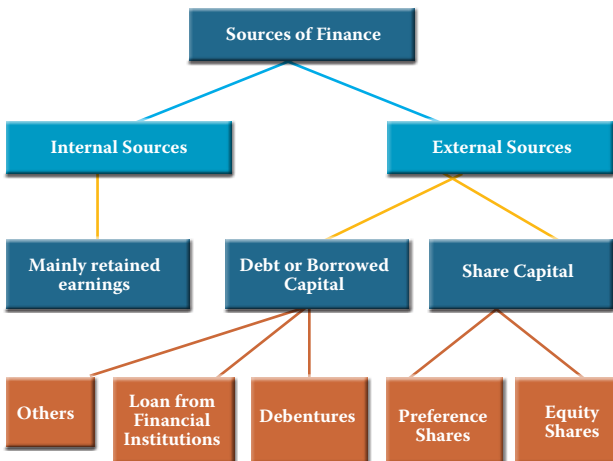 Sources of Finance
Internal Sources
External Sources
Mainly retained
earnings
Debt or Borrowed
Capital
Share Capital
Others
Loan from
Financial
Institutions
Debentures
Preference
Shares
Equity
Shares